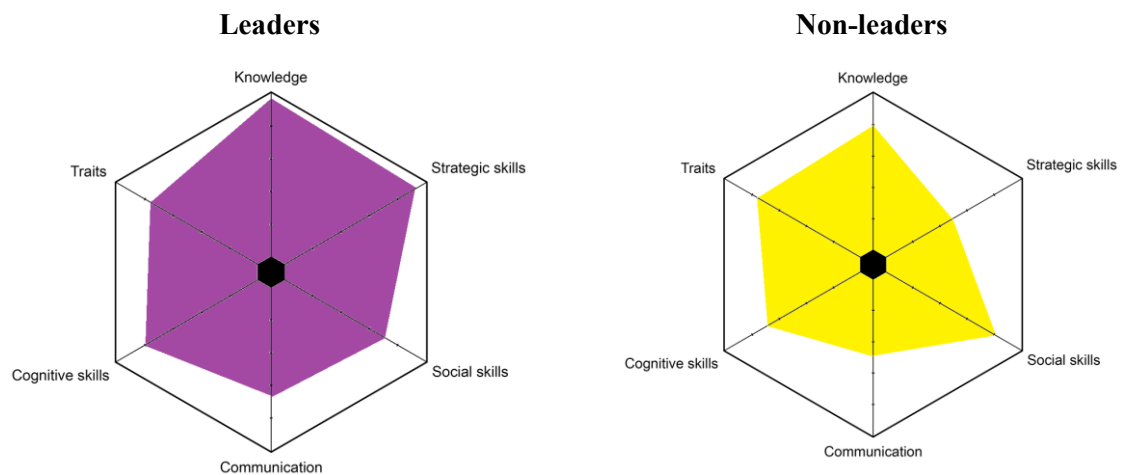 Leaders
Knowledge
Traits
Strategic skills
Cognitive skills
Social skills
Communication
Non-leaders
Knowledge
Traits
Strategic skills
Cognitive skills
Social skills
Communication